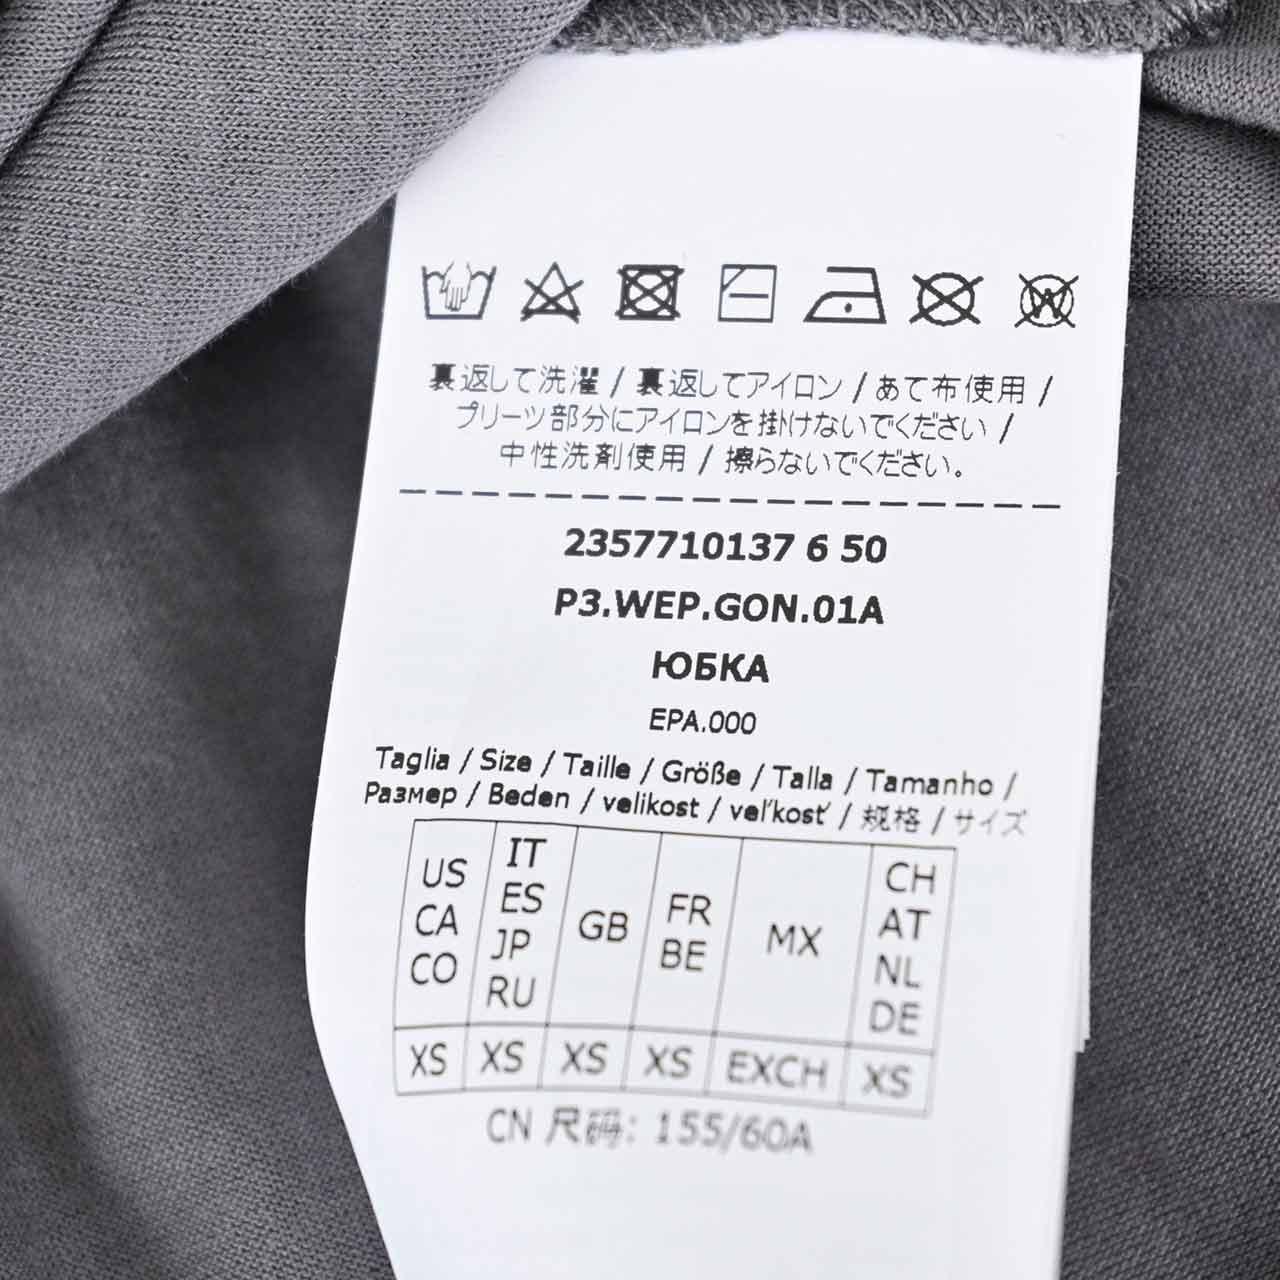 裏返して洗濯 / 裏返してアイロン / あて布使用 /
プリーツ部分にアイロンを掛けないでください /
中性洗剤使用 / 擦らないでください。
2357710137 6 50
P3.WEP.GON.01A
ЮБКА
EPA.000
Taglia / Size / Taille / Größe / Talla / Tamanho /
Размер / Beden / velikost / veľkosť / 规格 / サイズ
US CA CO
IT ES JP RU
GB
FR BE
MX
CH AT NL DE
XS XS XS XS EXCH XS
CN 尺码: 155/60A